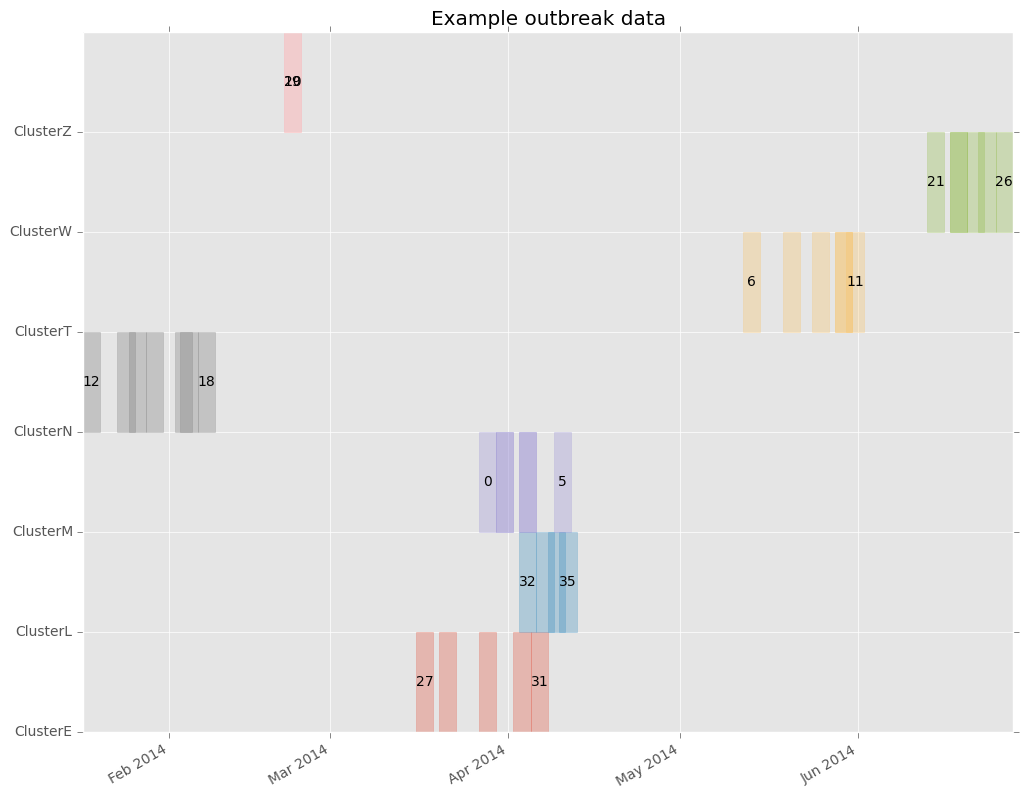 Example outbreak data
ClusterZ
21 26
ClusterW
6 11
ClusterT
12 18
ClusterN
0 5
ClusterM
32 35
ClusterL
27 31
ClusterE
Feb 2014 Mar 2014 Apr 2014 May 2014 Jun 2014